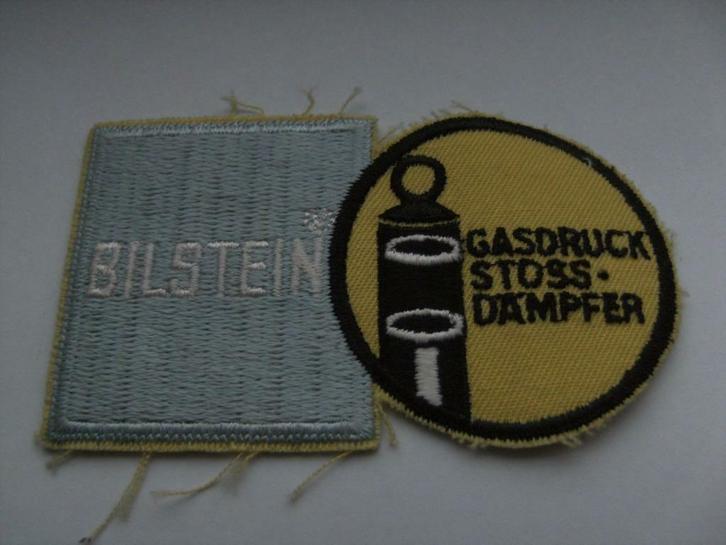 BILSTEIN®
GASDRUCK
STOSS-
DÄMPFER